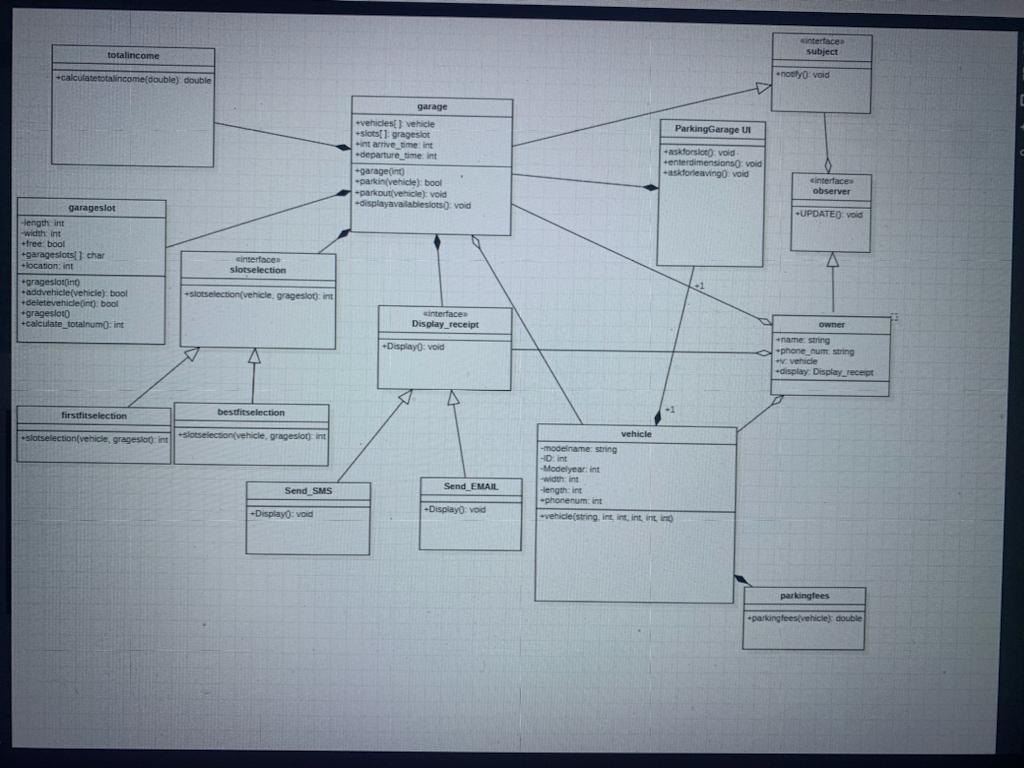 totalincome
+calculatetotalincome(double): double
«interface»
subject
+notify(): void
garage
+vehicles[ ]: vehicle
+slots[ ]: grageslot
+int arrive_time: int
+departure_time: int
+garage(int)
+parkin(vehicle): bool
+parkout(vehicle): void
+displayavailableslots(): void
ParkingGarage UI
+askforslot(): void
+enterdimensions(): void
+askforleaving(): void
«interface»
observer
+UPDATE(): void
garageslot
-length: int
-width: int
+free: bool
+garageslots[ ]: char
+location: int
+grageslot(int)
+addvehicle(vehicle): bool
+deletevehicle(int): bool
+grageslot()
+calculate_totalnum(): int
«interface»
slotselection
+slotselection(vehicle, grageslot): int
+1
«interface»
Display_receipt
+Display(): void
owner
+name: string
+phone_num: string
+v: vehicle
+display: Display_receipt
firstfitselection
+slotselection(vehicle, grageslot): int
bestfitselection
+slotselection(vehicle, grageslot): int
+1
vehicle
-modelname: string
-ID: int
-Modelyear: int
-width: int
-length: int
+phonenum: int
+vehicle(string, int, int, int, int, int)
Send_SMS
+Display(): void
Send_EMAIL
+Display(): void
parkingfees
+parkingfees(vehicle): double